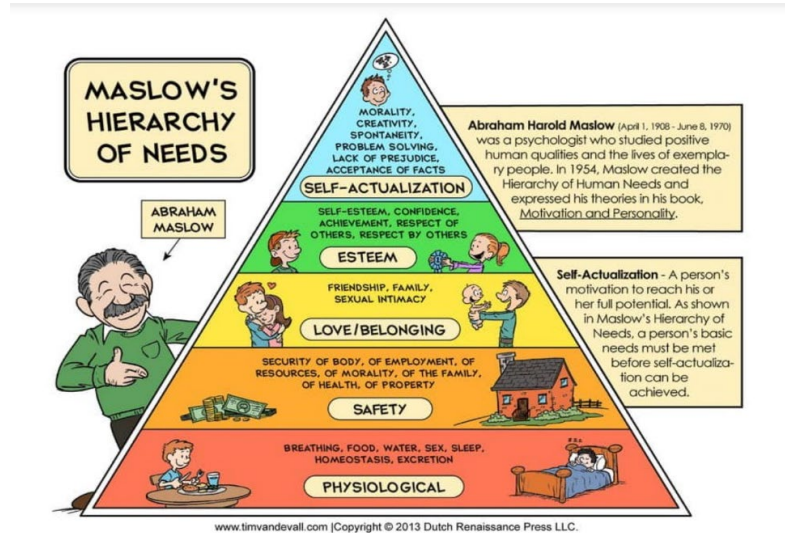 MASLOW'S
HIERARCHY
OF NEEDS
ABRAHAM
MASLOW
MORALITY,
CREATIVITY,
SPONTANEITY,
PROBLEM SOLVING,
LACK OF PREJUDICE,
ACCEPTANCE OF FACTS
SELF-ACTUALIZATION
SELF-ESTEEM, CONFIDENCE,
ACHIEVEMENT, RESPECT OF
OTHERS, RESPECT BY OTHERS
ESTEEM
FRIENDSHIP, FAMILY,
SEXUAL INTIMACY
LOVE/BELONGING
SECURITY OF BODY, OF EMPLOYMENT, OF
RESOURCES, OF MORALITY, OF THE FAMILY,
OF HEALTH, OF PROPERTY
SAFETY
BREATHING, FOOD, WATER, SEX, SLEEP,
HOMEOSTASIS, EXCRETION
PHYSIOLOGICAL
zzz
Abraham Harold Maslow (April 1, 1908 - June 8, 1970)
was a psychologist who studied positive
human qualities and the lives of exempla-
ry people. In 1954, Maslow created the
Hierarchy of Human Needs and
expressed his theories in his book,
Motivation and Personality.
Self-Actualization - A person's
motivation to reach his or
her full potential. As shown
in Maslow's Hierarchy of
Needs, a person's basic
needs must be met
before self-actualiza-
tion can be
achieved.
www.timvandevall.com |Copyright © 2013 Dutch Renaissance Press LLC.